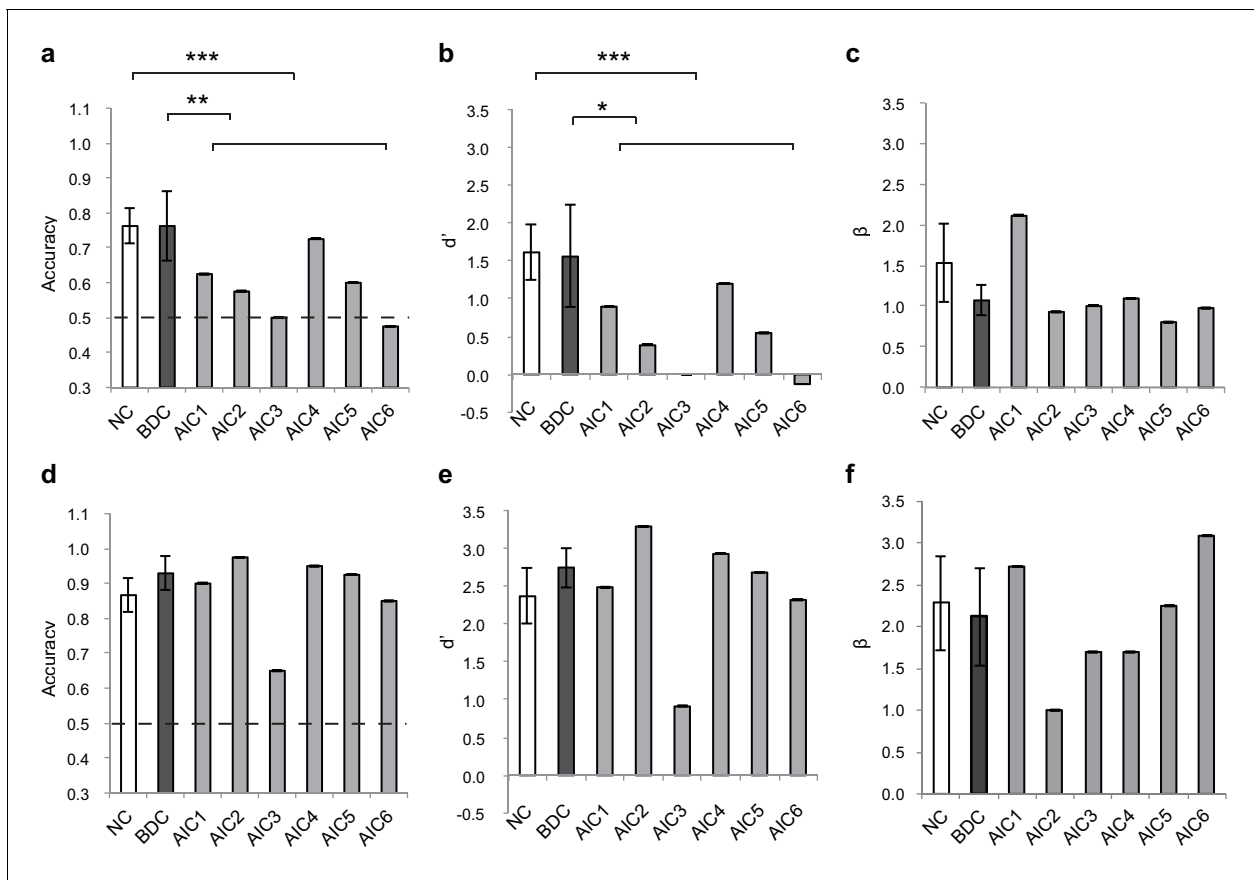 a
***
**
1.1
1.0
0.9
0.8
0.7
0.6
0.5
0.4
0.3
Accuracy
NC
BDC
AIC1
AIC2
AIC3
AIC4
AIC5
AIC6
b
***
*
3.5
3.0
2.5
2.0
1.5
1.0
0.5
0.0
-0.5
d'
NC
BDC
AIC1
AIC2
AIC3
AIC4
AIC5
AIC6
c
3.5
3.0
2.5
2.0
1.5
1.0
0.5
0.0
β
NC
BDC
AIC1
AIC2
AIC3
AIC4
AIC5
AIC6
d
1.1
1.0
0.9
0.8
0.7
0.6
0.5
0.4
0.3
Accuracy
NC
BDC
AIC1
AIC2
AIC3
AIC4
AIC5
AIC6
e
3.5
3.0
2.5
2.0
1.5
1.0
0.5
0.0
-0.5
d'
NC
BDC
AIC1
AIC2
AIC3
AIC4
AIC5
AIC6
f
3.5
3.0
2.5
2.0
1.5
1.0
0.5
0.0
β
NC
BDC
AIC1
AIC2
AIC3
AIC4
AIC5
AIC6